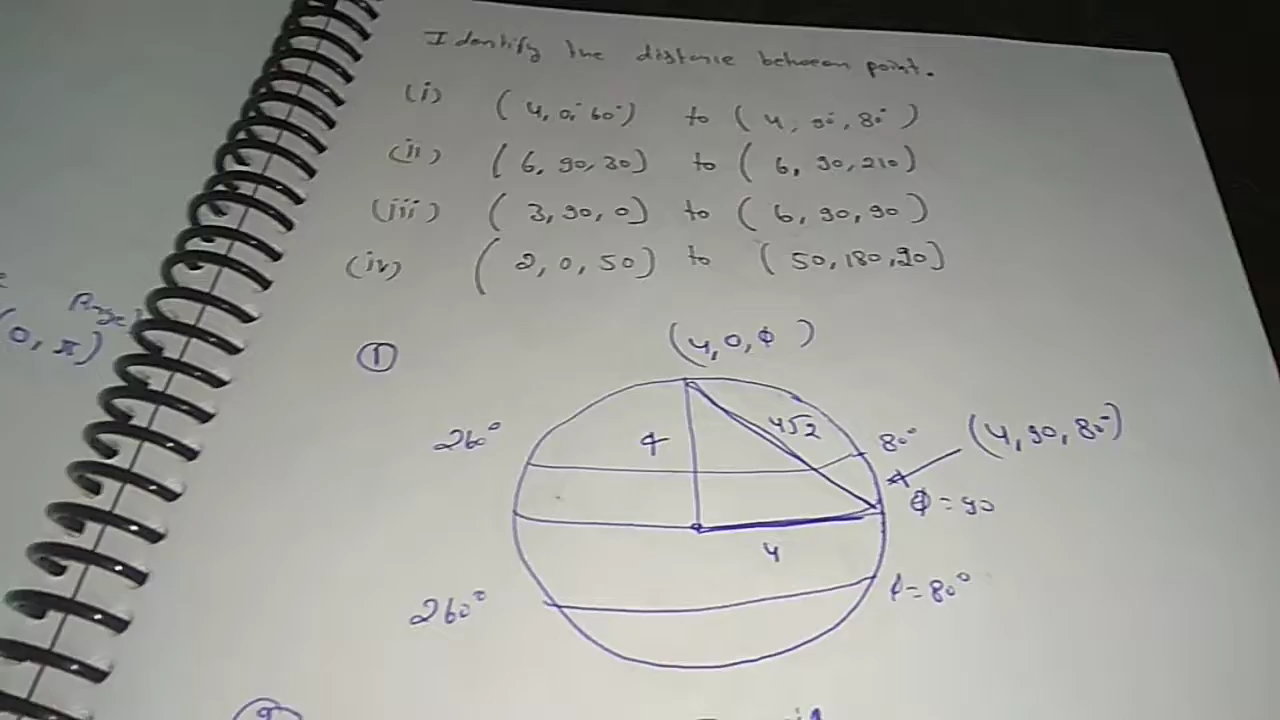 Identify the distance between point.
(i) (4, 0°, 60°) to (4, 90°, 80°)
(ii) (6, 90, 30) to (6, 90, 210)
(iii) (3, 90, 0) to (6, 90, 90)
(iv) (2, 0, 50) to (50, 180, 90)
Range
(0, π)
① (4, 0, ϕ)
260° 4 4√2 80° (4, 90, 80°)
ϕ = 90
4
260° = 80°